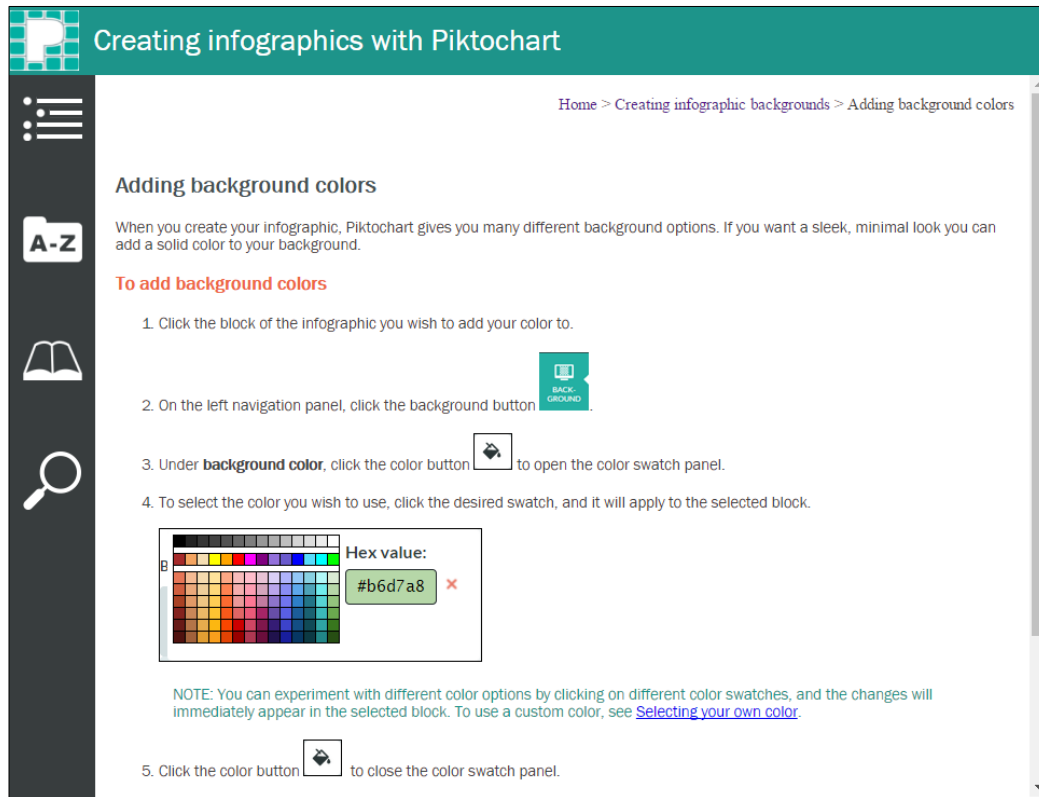 P
Creating infographics with Piktochart
Home > Creating infographic backgrounds > Adding background colors
A-Z
Adding background colors
When you create your infographic, Piktochart gives you many different background options. If you want a sleek, minimal look you can
add a solid color to your background.
To add background colors
1. Click the block of the infographic you wish to add your color to.
BACK-
GROUND
2. On the left navigation panel, click the background button .
3. Under background color, click the color button to open the color swatch panel.
4. To select the color you wish to use, click the desired swatch, and it will apply to the selected block.
B
Hex value:
#b6d7a8 ×
NOTE: You can experiment with different color options by clicking on different color swatches, and the changes will
immediately appear in the selected block. To use a custom color, see Selecting your own color.
5. Click the color button to close the color swatch panel.